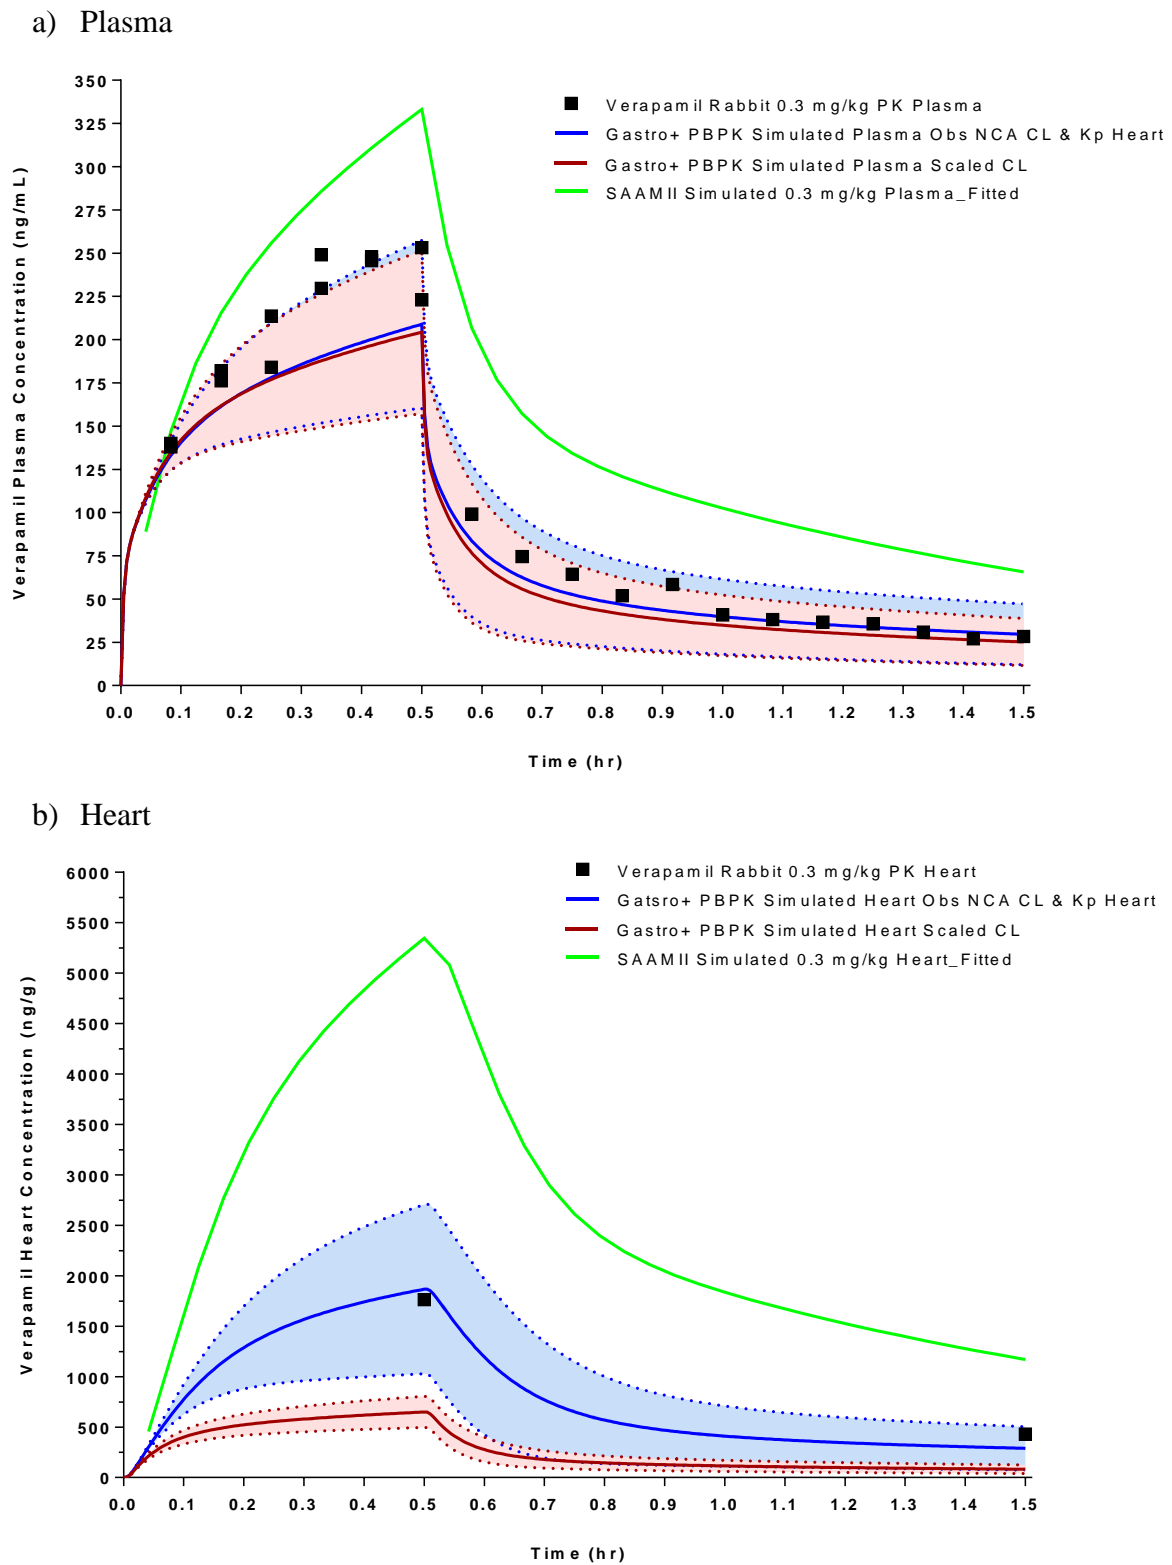 a) Plasma
350
325
300
275
250
225
200
175
150
125
100
75
50
25
0
Verapamil Plasma Concentration (ng/mL)
Verapamil Rabbit 0.3 mg/kg PK Plasma
Gastro+ PBPK Simulated Plasma Obs NCA CL & Kp Heart
Gastro+ PBPK Simulated Plasma Scaled CL
SAAMII Simulated 0.3 mg/kg Plasma_Fitted
0.0 0.1 0.2 0.3 0.4 0.5 0.6 0.7 0.8 0.9 1.0 1.1 1.2 1.3 1.4 1.5
Time (hr)
b) Heart
6000
5500
5000
4500
4000
3500
3000
2500
2000
1500
1000
500
0
Verapamil Heart Concentration (ng/g)
Verapamil Rabbit 0.3 mg/kg PK Heart
Gatsro+ PBPK Simulated Heart Obs NCA CL & Kp Heart
Gastro+ PBPK Simulated Heart Scaled CL
SAAMII Simulated 0.3 mg/kg Heart_Fitted
0.0 0.1 0.2 0.3 0.4 0.5 0.6 0.7 0.8 0.9 1.0 1.1 1.2 1.3 1.4 1.5
Time (hr)